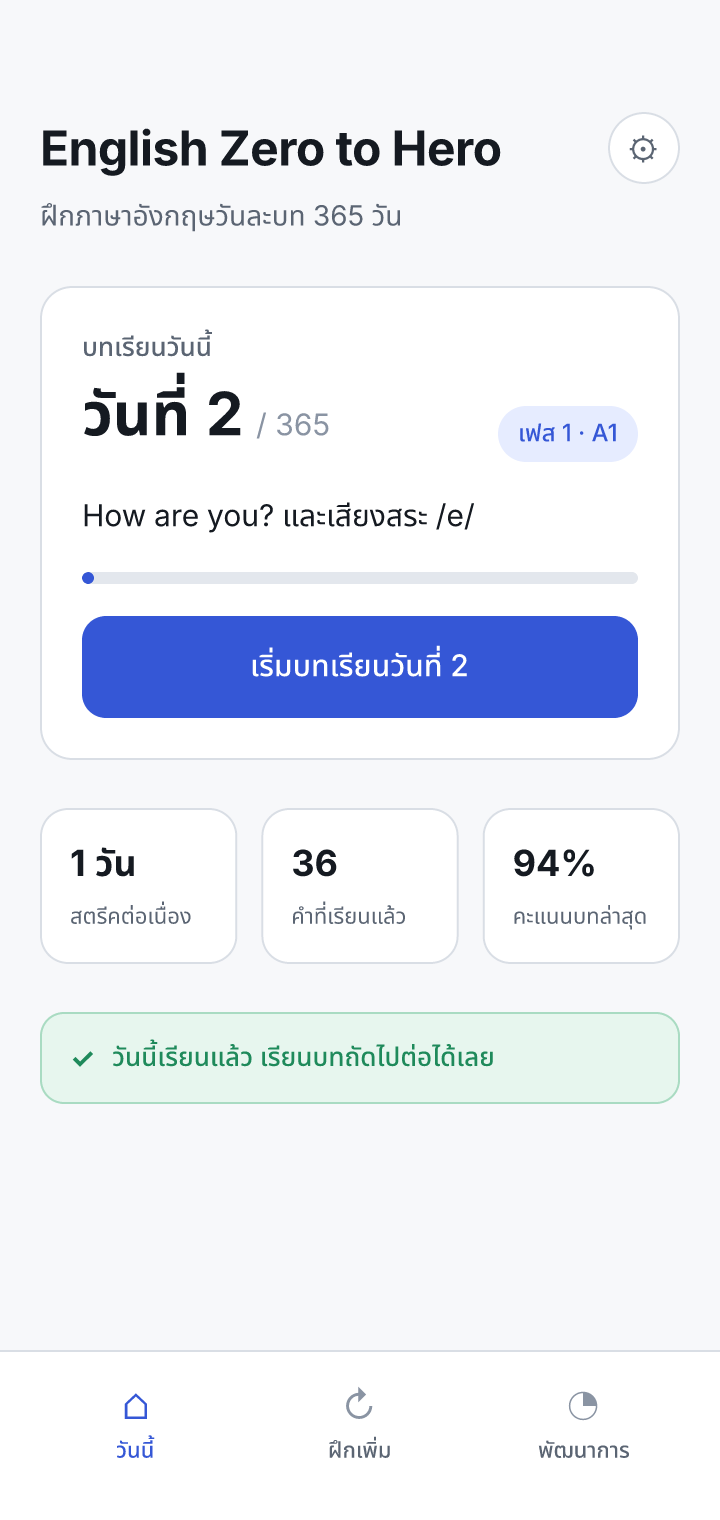 English Zero to Hero
ฝึกภาษาอังกฤษวันละบท 365 วัน
บทเรียนวันนี้
วันที่ 2 / 365
เฟส 1 · A1
How are you? และเสียงสระ /e/
เริ่มบทเรียนวันที่ 2
1 วัน
สตรีคต่อเนื่อง
36
คำที่เรียนแล้ว
94%
คะแนนบทล่าสุด
✓ วันนี้เรียนแล้ว เรียนบทถัดไปต่อได้เลย
วันนี้
ฝึกเพิ่ม
พัฒนาการ